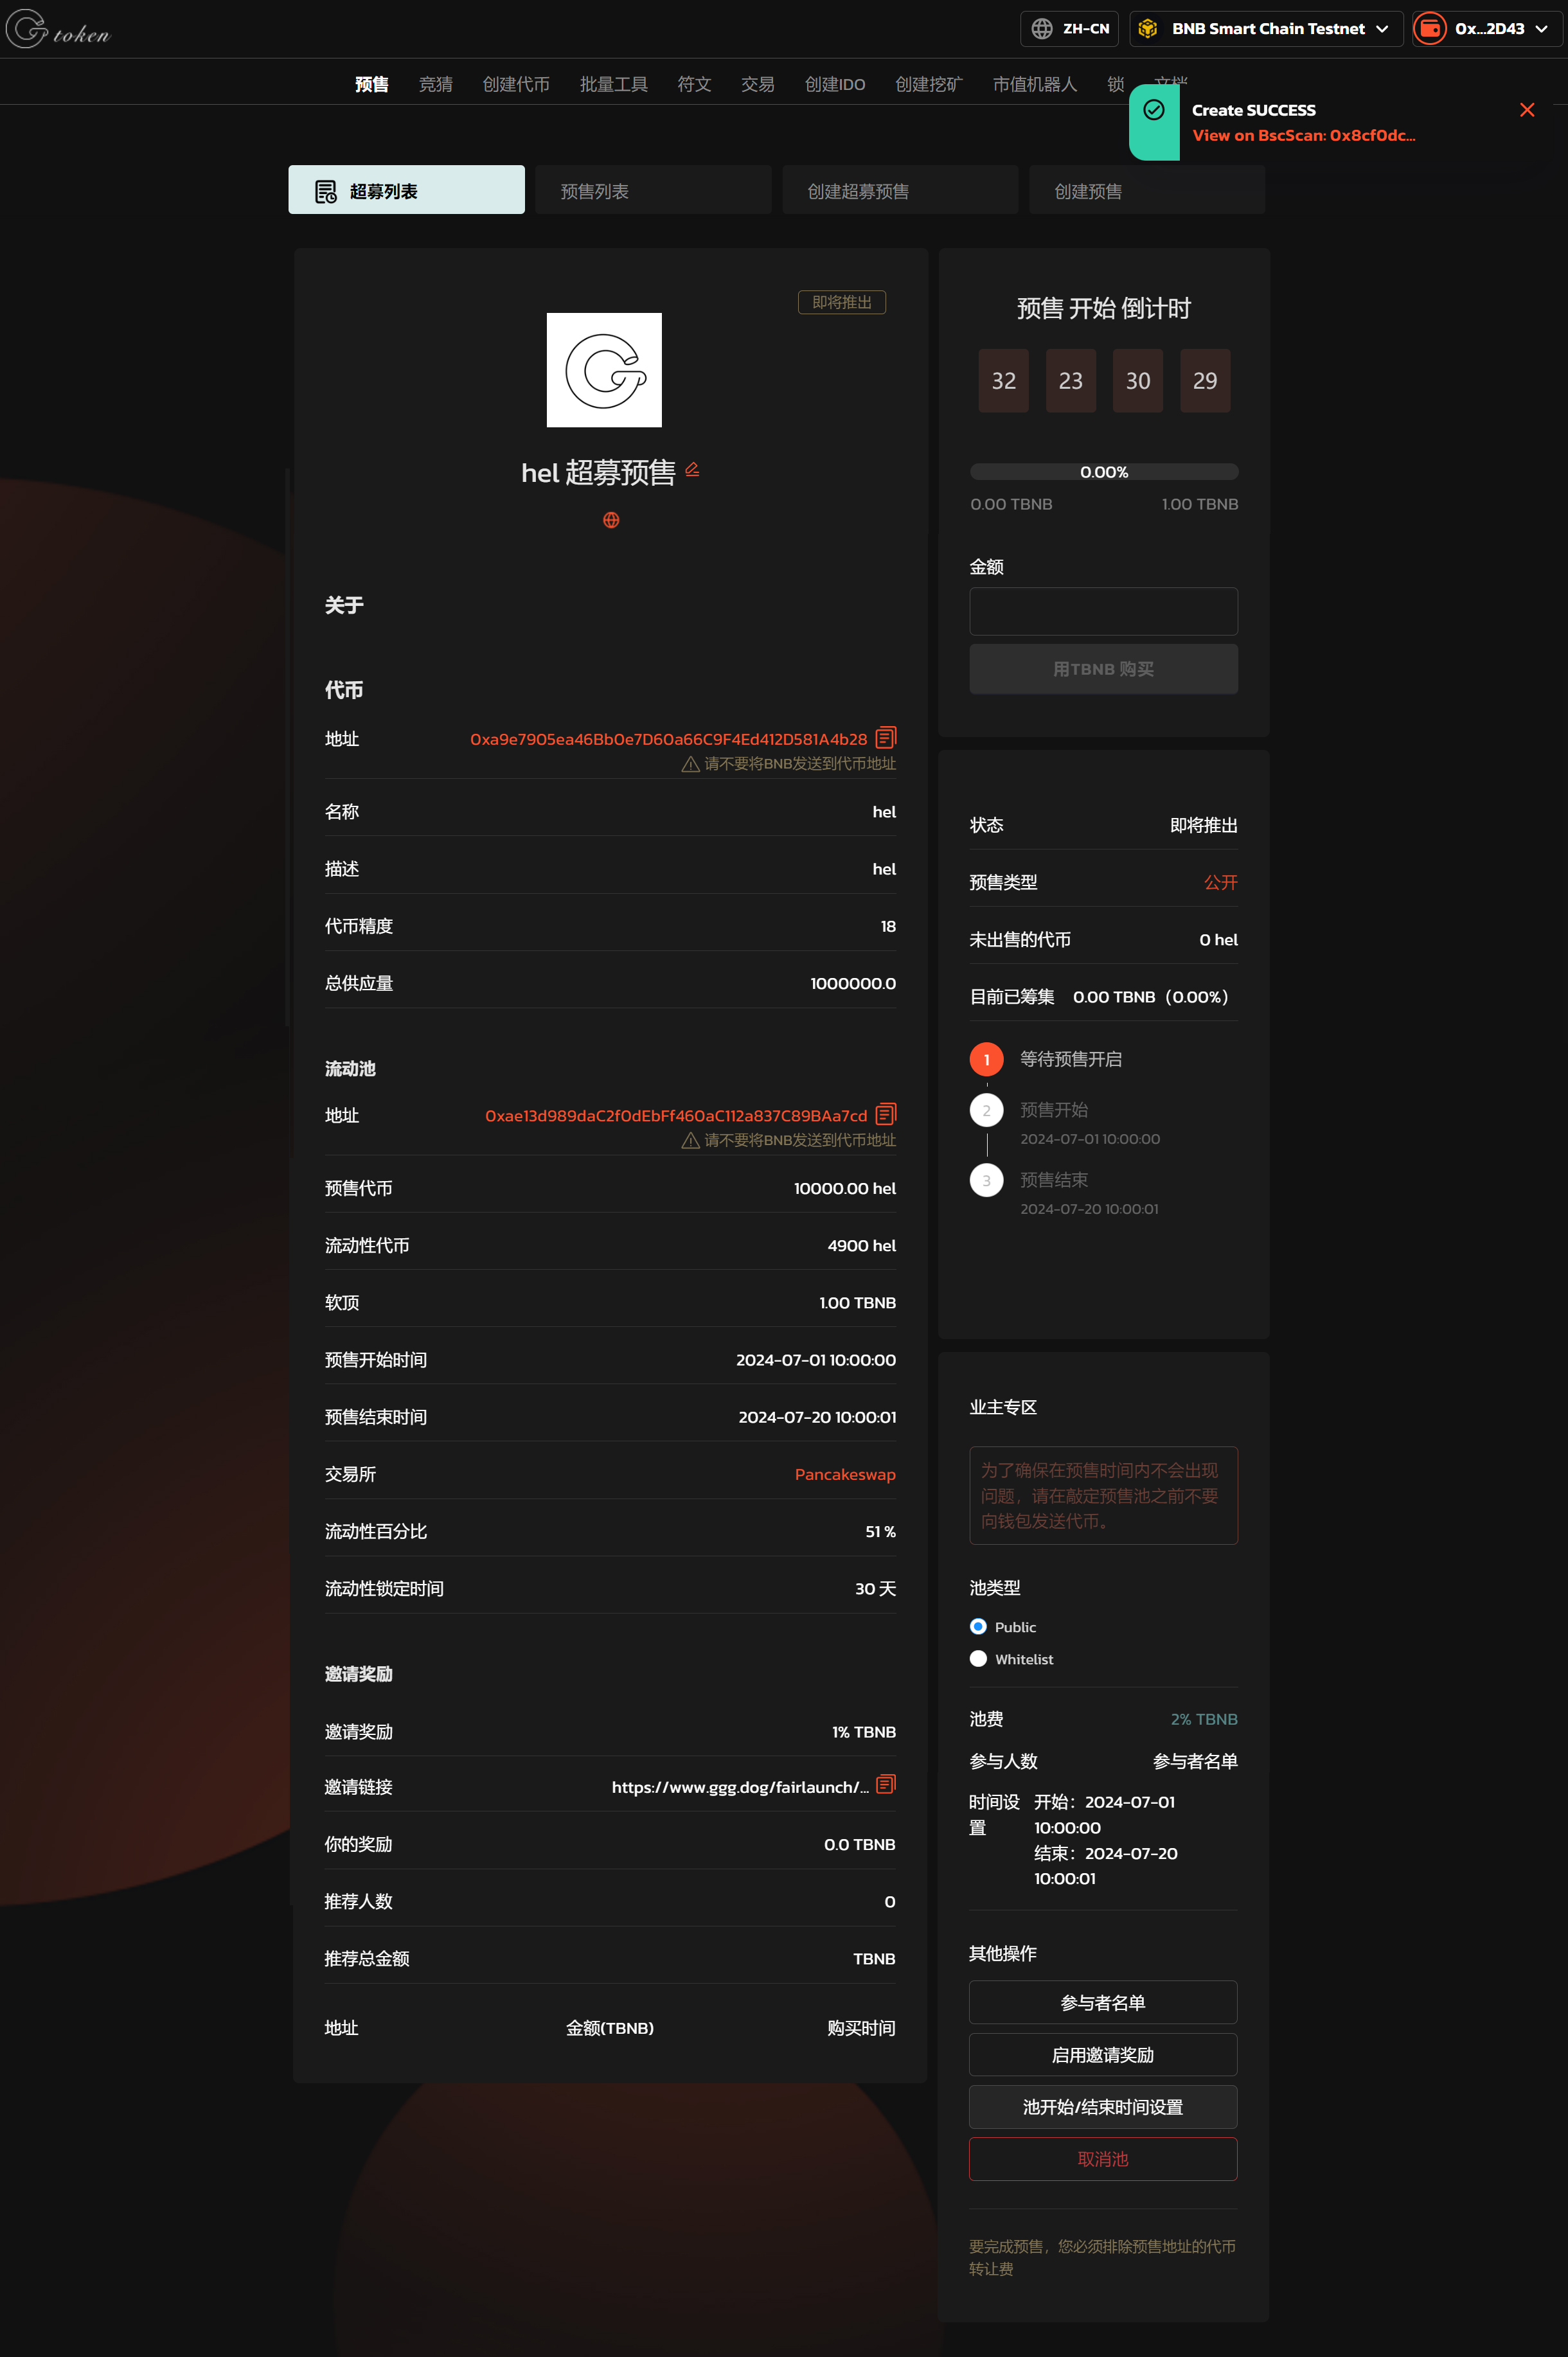 G token
ZH-CN
BNB Smart Chain Testnet
0x...2D43
预售 竞猜 创建代币 批量工具 符文 交易 创建IDO 创建挖矿 市值机器人 锁 文档
Create SUCCESS
View on BscScan: 0x8cf0dc...
超募列表
预售列表
创建超募预售
创建预售
即将推出
hel 超募预售
关于
代币
地址 0xa9e7905ea46Bb0e7D60a66C9F4Ed412D581A4b28
请不要将BNB发送到代币地址
名称 hel
描述 hel
代币精度 18
总供应量 1000000.0
流动池
地址 0xae13d989daC2f0dEbFf460aC112a837C89BAa7cd
请不要将BNB发送到代币地址
预售代币 10000.00 hel
流动性代币 4900 hel
软顶 1.00 TBNB
预售开始时间 2024-07-01 10:00:00
预售结束时间 2024-07-20 10:00:01
交易所 Pancakeswap
流动性百分比 51 %
流动性锁定时间 30 天
邀请奖励
邀请奖励 1% TBNB
邀请链接 https://www.ggg.dog/fairlaunch/...
你的奖励 0.0 TBNB
推荐人数 0
推荐总金额 TBNB
地址 金额(TBNB) 购买时间
预售 开始 倒计时
32 23 30 29
0.00%
0.00 TBNB 1.00 TBNB
金额
用TBNB 购买
状态 即将推出
预售类型 公开
未出售的代币 0 hel
目前已筹集 0.00 TBNB（0.00%）
1 等待预售开启
2 预售开始
2024-07-01 10:00:00
3 预售结束
2024-07-20 10:00:01
业主专区
为了确保在预售时间内不会出现
问题，请在敲定预售池之前不要
向钱包发送代币。
池类型
Public
Whitelist
池费 2% TBNB
参与人数 参与者名单
时间设 开始：2024-07-01
置 10:00:00
结束：2024-07-20
10:00:01
其他操作
参与者名单
启用邀请奖励
池开始/结束时间设置
取消池
要完成预售，您必须排除预售地址的代币
转让费